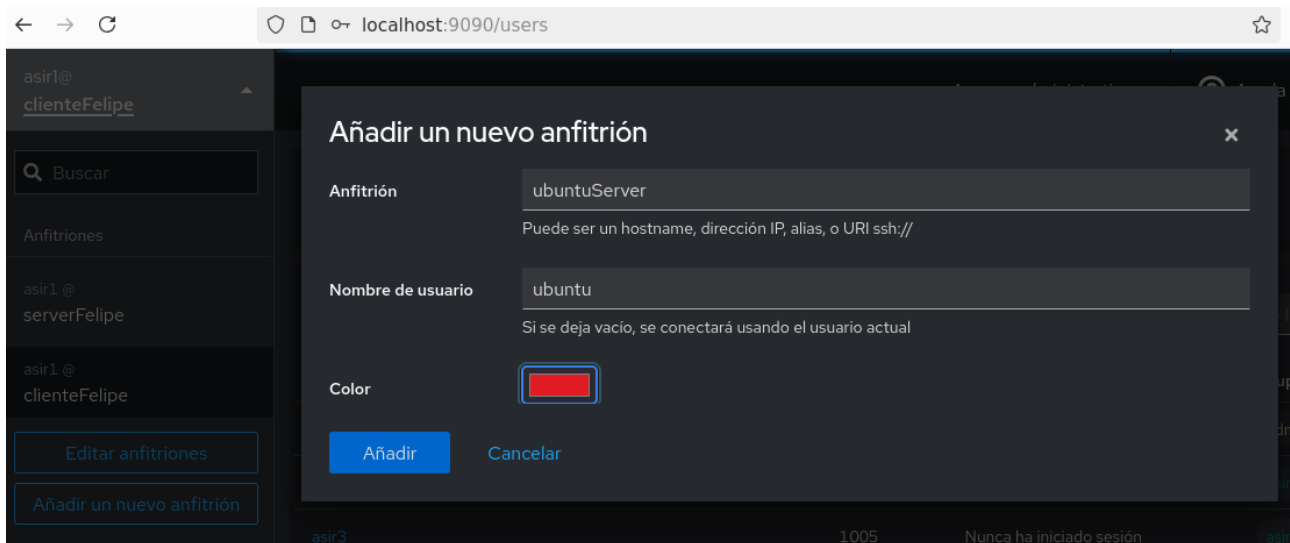 localhost:9090/users
asir1@
clienteFelipe
Buscar
Anfitriones
asir1 @
serverFelipe
asir1 @
clienteFelipe
Editar anfitriones
Añadir un nuevo anfitrión
Añadir un nuevo anfitrión
Anfitrión
ubuntuServer
Puede ser un hostname, dirección IP, alias, o URI ssh://
Nombre de usuario
ubuntu
Si se deja vacío, se conectará usando el usuario actual
Color
Añadir Cancelar
asir3 1005 Nunca ha iniciado sesión